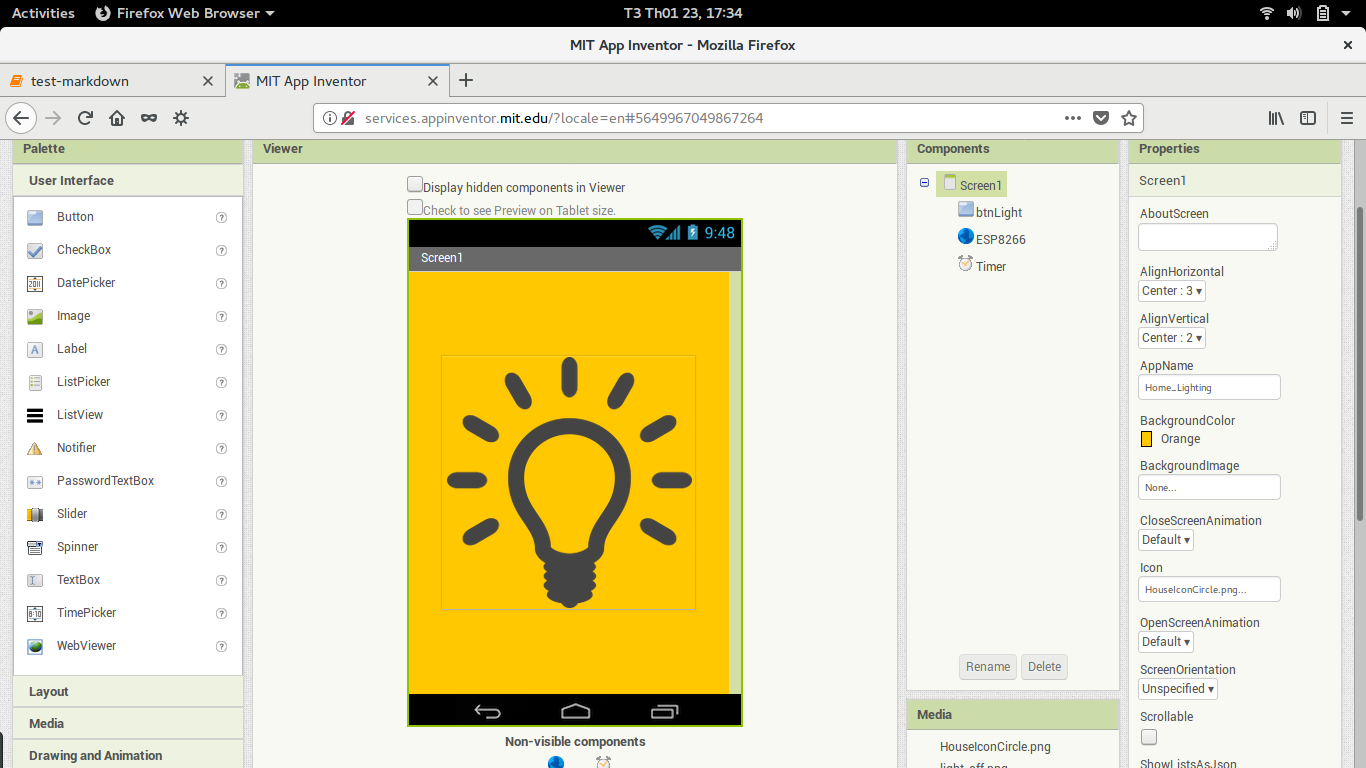 Activities Firefox Web Browser T3 Th01 23, 17:34
MIT App Inventor - Mozilla Firefox
test-markdown MIT App Inventor
services.appinventor.mit.edu/?locale=en#5649967049867264
Palette
User Interface
Button
CheckBox
DatePicker
Image
Label
ListPicker
ListView
Notifier
PasswordTextBox
Slider
Spinner
TextBox
TimePicker
WebViewer
Layout
Media
Drawing and Animation
Viewer
Display hidden components in Viewer
Check to see Preview on Tablet size.
9:48
Screen1
Non-visible components
Components
Screen1
btnLight
ESP8266
Timer
Rename Delete
Media
HouseIconCircle.png
light-off.png
Properties
Screen1
AboutScreen
AlignHorizontal
Center : 3
AlignVertical
Center : 2
AppName
Home_Lighting
BackgroundColor
Orange
BackgroundImage
None...
CloseScreenAnimation
Default
Icon
HouseIconCircle.png...
OpenScreenAnimation
Default
ScreenOrientation
Unspecified
Scrollable
ShowListsAsJson